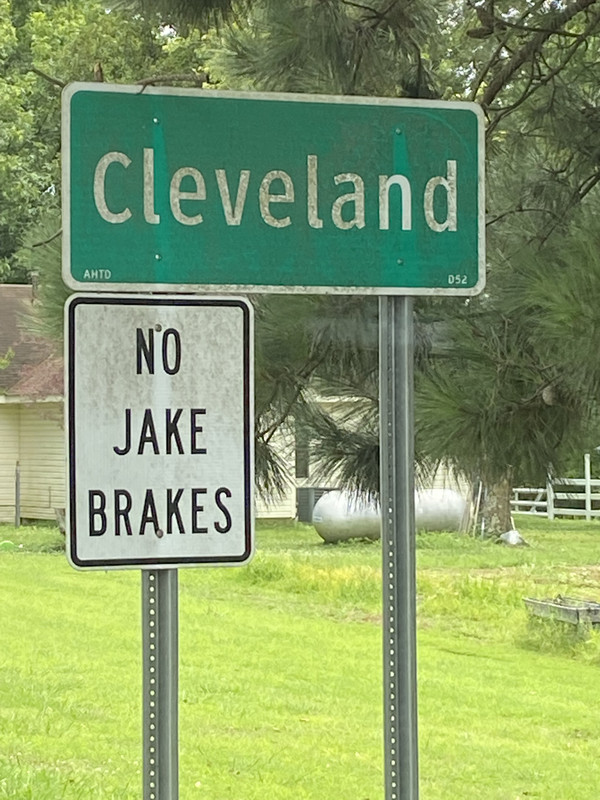 Cleveland
AHTD D52
NO
JAKE
BRAKES